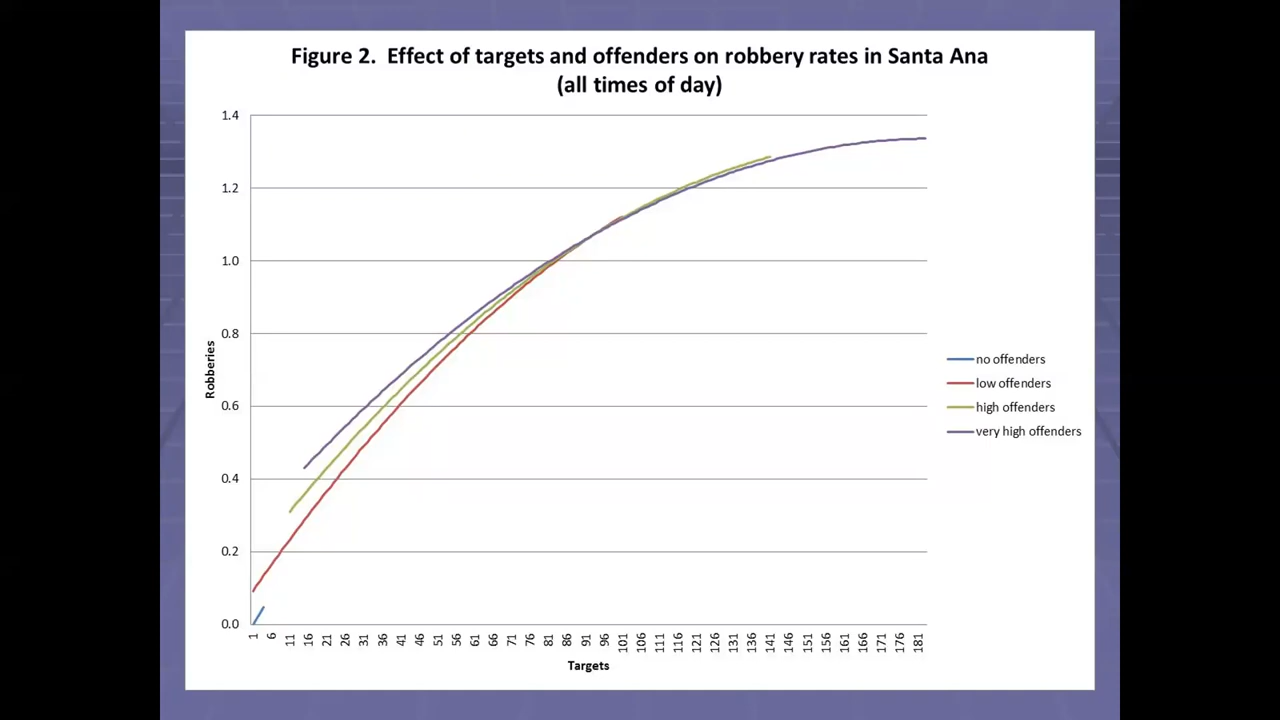 Figure 2.  Effect of targets and offenders on robbery rates in Santa Ana
(all times of day)
1.4
1.2
1.0
0.8
0.6
0.4
0.2
0.0
Robberies
1 6 11 16 21 26 31 36 41 46 51 56 61 66 71 76 81 86 91 96 101 106 111 116 121 126 131 136 141 146 151 156 161 166 171 176 181
Targets
no offenders
low offenders
high offenders
very high offenders